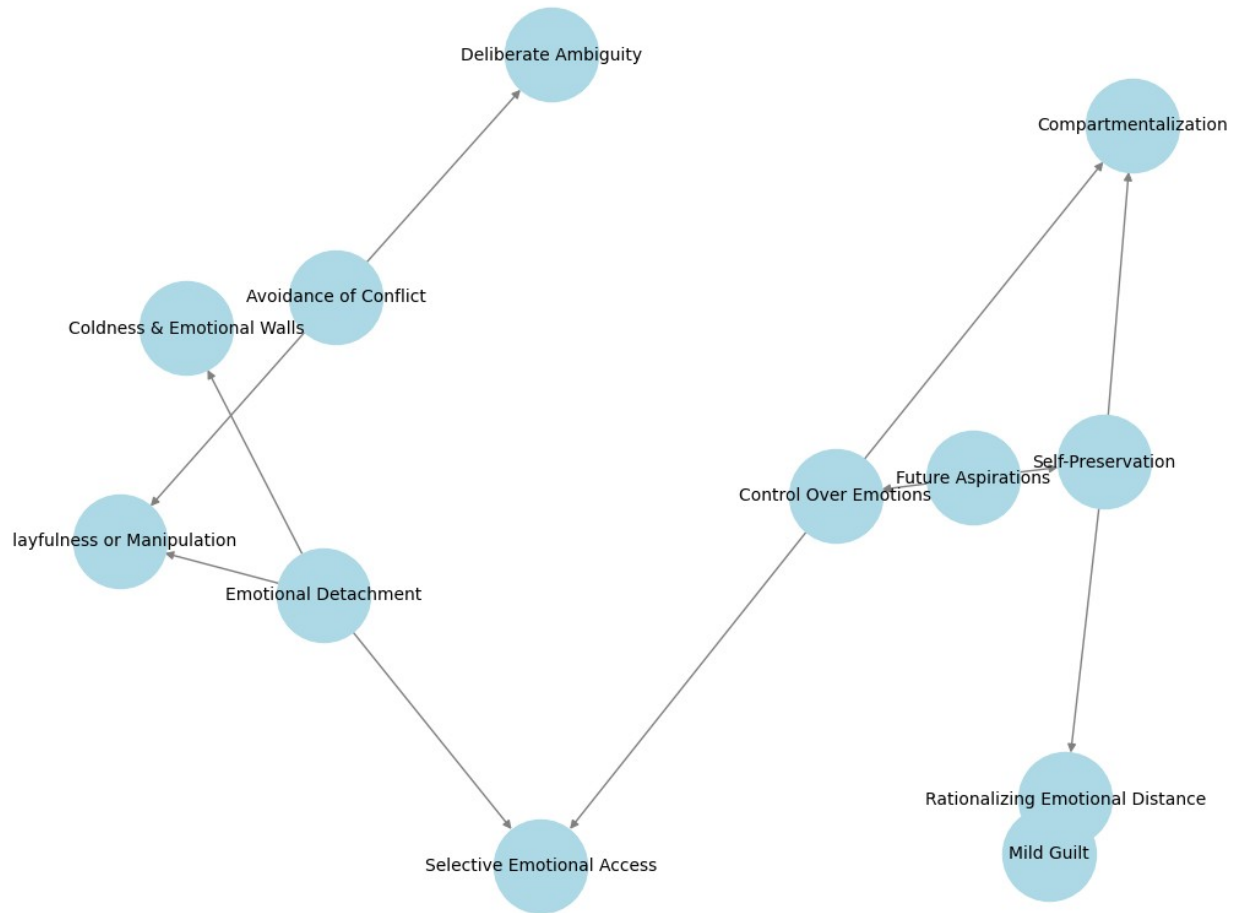 Deliberate Ambiguity
Compartmentalization
Avoidance of Conflict
Coldness & Emotional Walls
Self-Preservation
Future Aspirations
Control Over Emotions
layfulness or Manipulation
Emotional Detachment
Rationalizing Emotional Distance
Mild Guilt
Selective Emotional Access